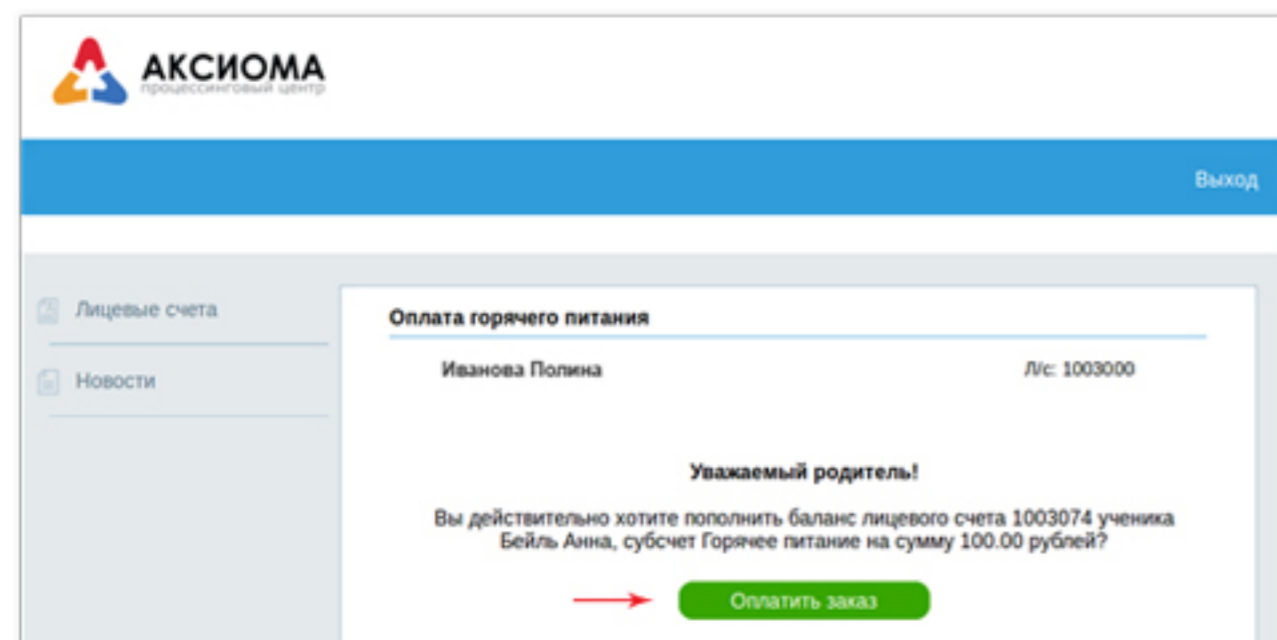 АКСИОМА
процессинговый центр
Выход
Лицевые счета
Новости
Оплата горячего питания
Иванова Полина
Л/с: 1003000
Уважаемый родитель!
Вы действительно хотите пополнить баланс лицевого счета 1003074 ученика
Бейль Анна, субсчет Горячее питание на сумму 100.00 рублей?
Оплатить заказ